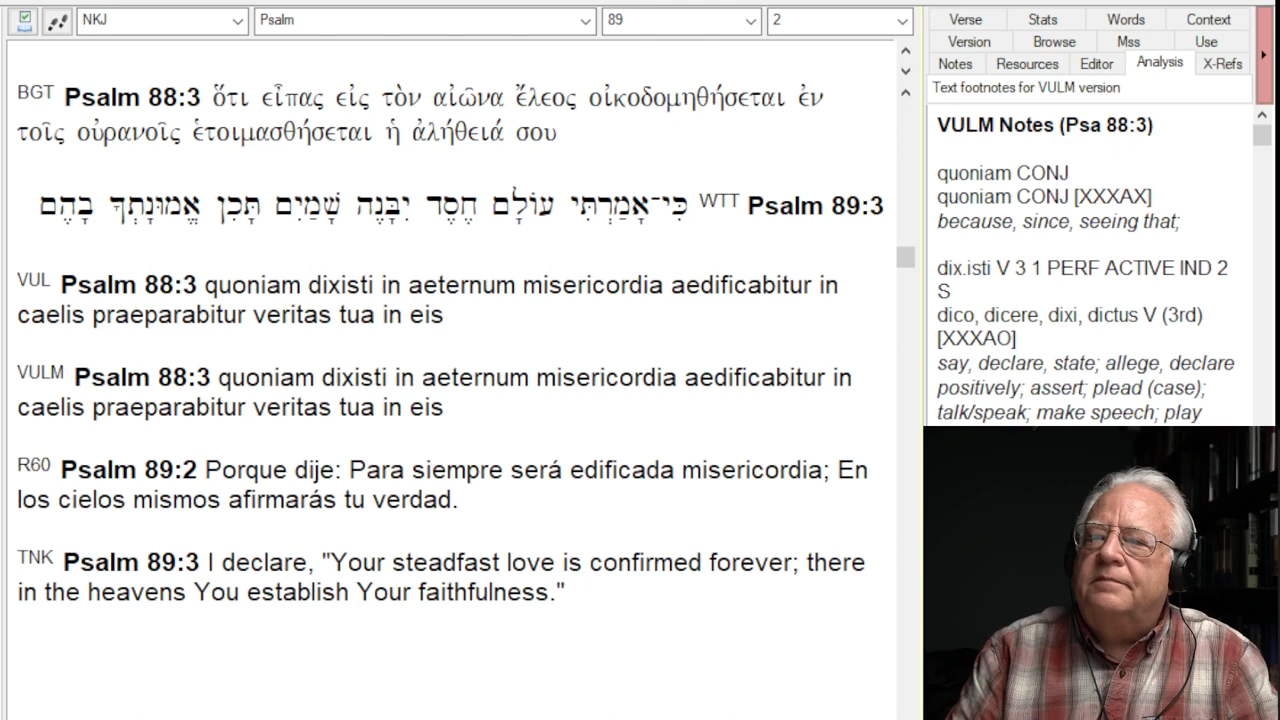 NKJ Psalm 89 2
BGT Psalm 88:3 ὅτι εἶπας εἰς τὸν αἰῶνα ἔλεος οἰκοδομηθήσεται ἐν
τοῖς οὐρανοῖς ἑτοιμασθήσεται ἡ ἀλήθειά σου
WTT Psalm 89:3 כִּי־אָמַרְתִּי עוֹלָם חֶסֶד יִבָּנֶה שָׁמַיִם תָּכִן אֱמוּנָתְךָ בָהֶם
VUL Psalm 88:3 quoniam dixisti in aeternum misericordia aedificabitur in
caelis praeparabitur veritas tua in eis
VULM Psalm 88:3 quoniam dixisti in aeternum misericordia aedificabitur in
caelis praeparabitur veritas tua in eis
R60 Psalm 89:2 Porque dije: Para siempre será edificada misericordia; En
los cielos mismos afirmarás tu verdad.
TNK Psalm 89:3 I declare, "Your steadfast love is confirmed forever; there
in the heavens You establish Your faithfulness."
Verse Stats Words Context
Version Browse Mss Use
Notes Resources Editor Analysis X-Refs
Text footnotes for VULM version
VULM Notes (Psa 88:3)
quoniam CONJ
quoniam CONJ [XXXAX]
because, since, seeing that;
dix.isti V 3 1 PERF ACTIVE IND 2
S
dico, dicere, dixi, dictus V (3rd)
[XXXAO]
say, declare, state; allege, declare
positively; assert; plead (case);
talk/speak; make speech; play